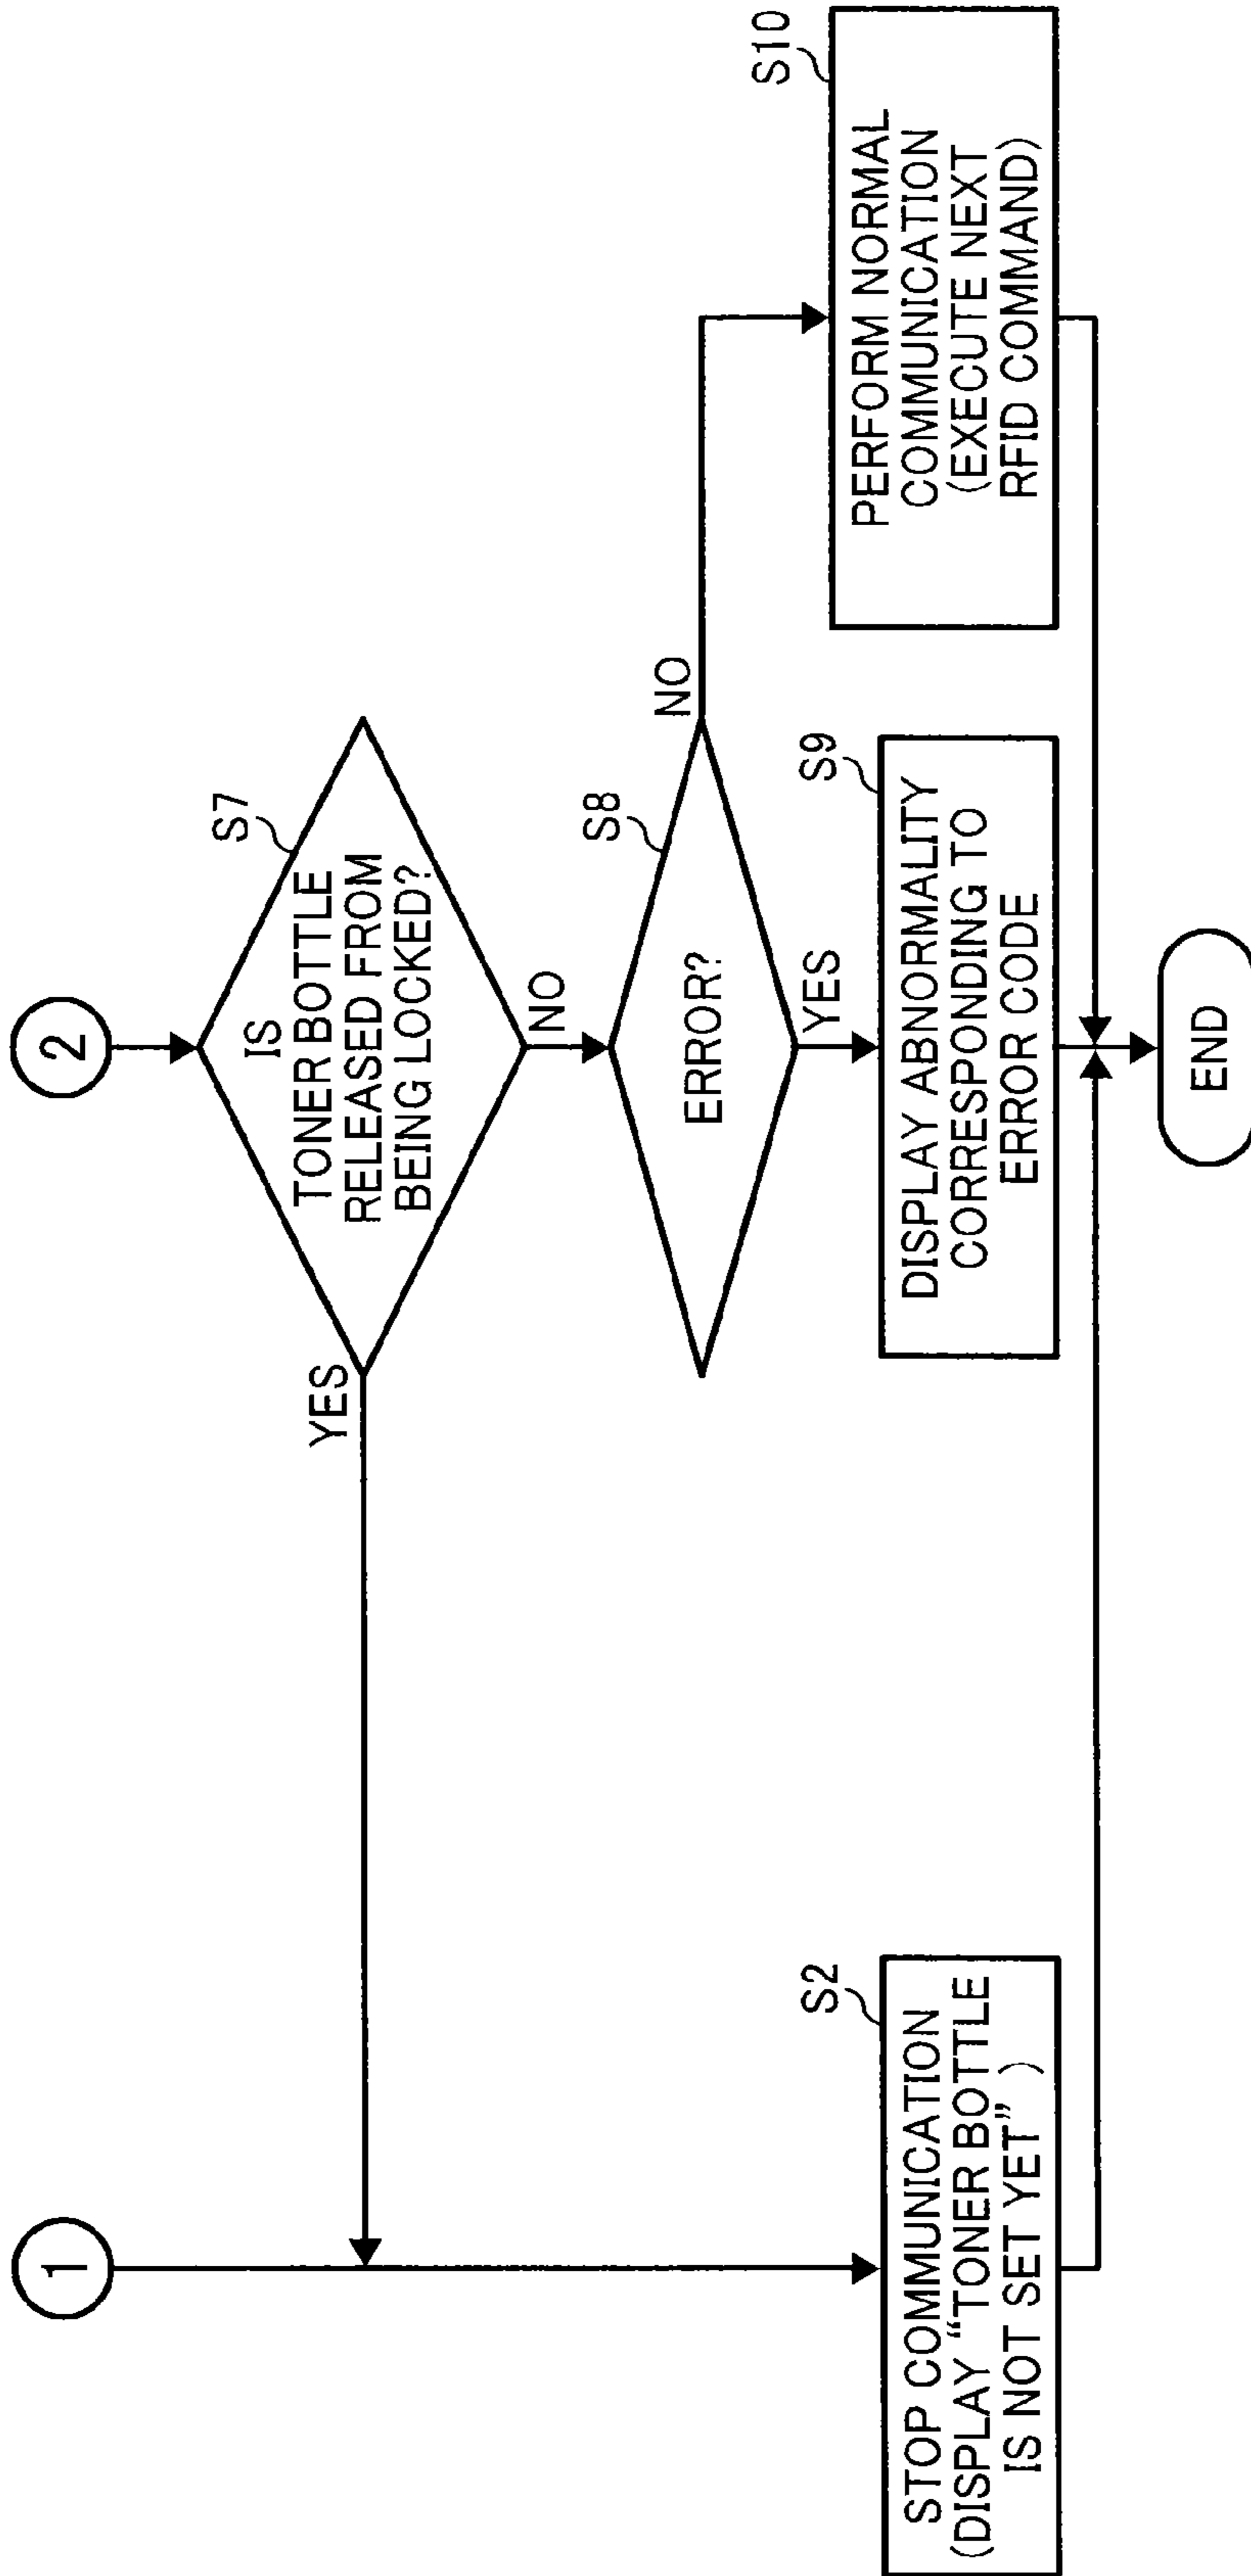 1
2
S7
IS
TONER BOTTLE
RELEASED FROM
BEING LOCKED?
YES
NO
S8
ERROR?
NO
YES
S2
STOP COMMUNICATION
(DISPLAY “TONER BOTTLE
IS NOT SET YET” )
S9
DISPLAY ABNORMALITY
CORRESPONDING TO
ERROR CODE
S10
PERFORM NORMAL
COMMUNICATION
(EXECUTE NEXT
RFID COMMAND)
END